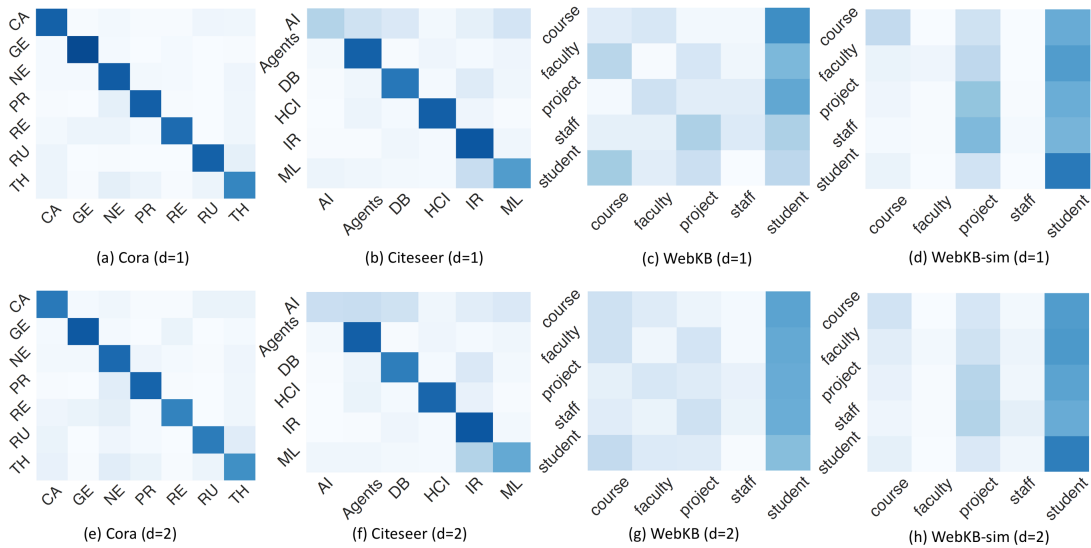 CA
GE
NE
PR
RE
RU
TH
CA GE NE PR RE RU TH
(a) Cora (d=1)
AI
Agents
DB
HCI
IR
ML
AI Agents DB HCI IR ML
(b) Citeseer (d=1)
course
faculty
project
staff
student
course faculty project staff student
(c) WebKB (d=1)
course
faculty
project
staff
student
course faculty project staff student
(d) WebKB-sim (d=1)
CA
GE
NE
PR
RE
RU
TH
CA GE NE PR RE RU TH
(e) Cora (d=2)
AI
Agents
DB
HCI
IR
ML
AI Agents DB HCI IR ML
(f) Citeseer (d=2)
course
faculty
project
staff
student
course faculty project staff student
(g) WebKB (d=2)
course
faculty
project
staff
student
course faculty project staff student
(h) WebKB-sim (d=2)